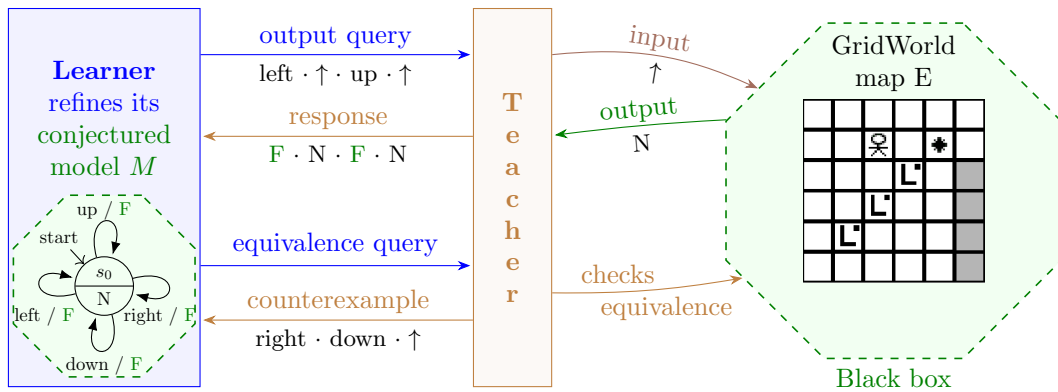 Learner
refines its
conjectured
model M
up / F
start
s0
N
left / F
right / F
down / F
output query
left · ↑ · up · ↑
response
F · N · F · N
equivalence query
counterexample
right · down · ↑
T
e
a
c
h
e
r
input
↑
output
N
checks
equivalence
GridWorld
map E
Black box